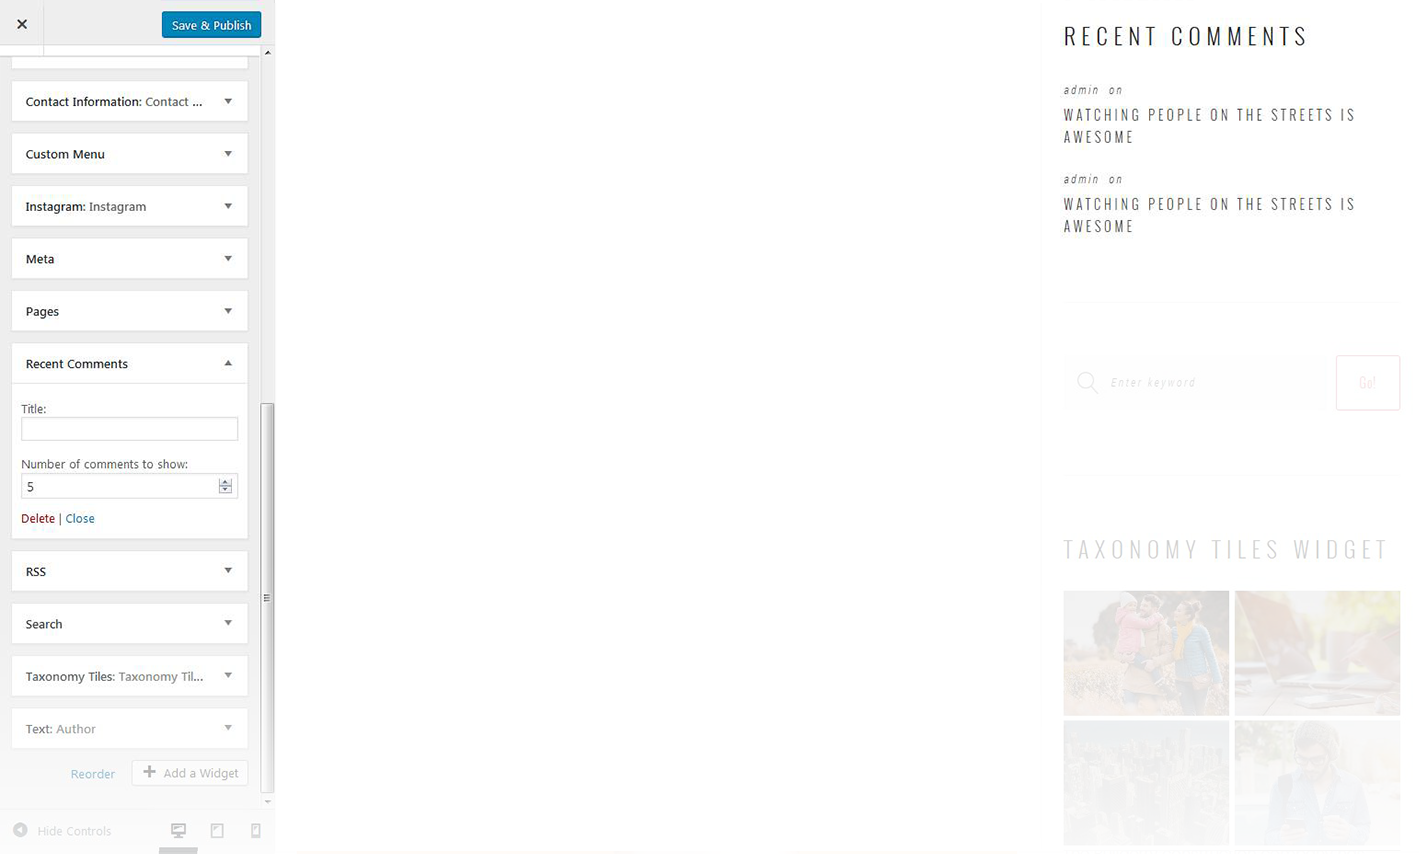 Save & Publish
Contact Information: Contact ...
Custom Menu
Instagram: Instagram
Meta
Pages
Recent Comments
Title:
Number of comments to show:
5
Delete | Close
RSS
Search
Taxonomy Tiles: Taxonomy Til...
Text: Author
Reorder
Add a Widget
Hide Controls
RECENT COMMENTS
admin on
WATCHING PEOPLE ON THE STREETS IS
AWESOME
admin on
WATCHING PEOPLE ON THE STREETS IS
AWESOME
Enter keyword
Go!
TAXONOMY TILES WIDGET